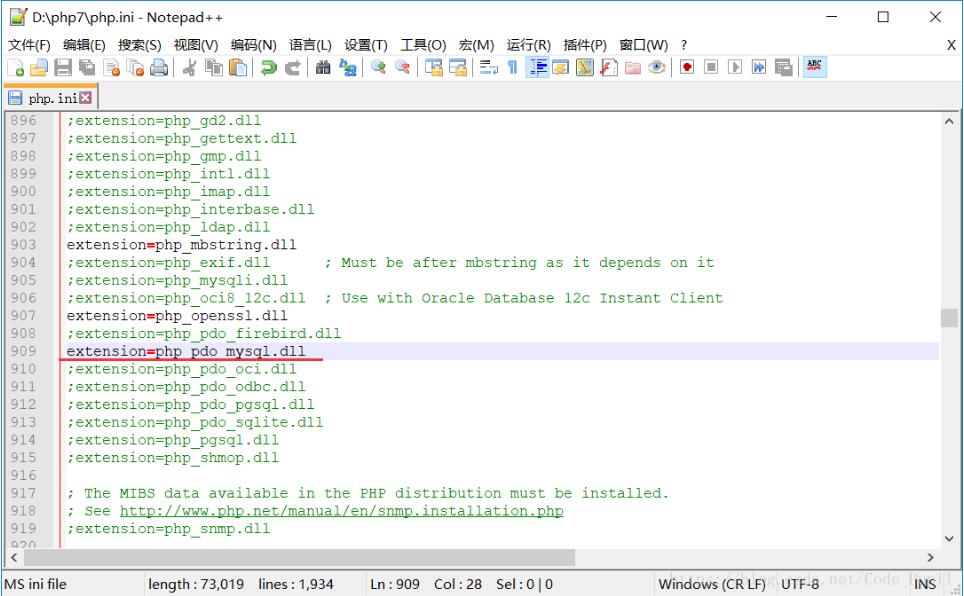 D:\php7\php.ini - Notepad++
文件(F) 编辑(E) 搜索(S) 视图(V) 编码(N) 语言(L) 设置(T) 工具(O) 宏(M) 运行(R) 插件(P) 窗口(W) ? X
ABC
php.ini
896 ;extension=php_gd2.dll
897 ;extension=php_gettext.dll
898 ;extension=php_gmp.dll
899 ;extension=php_intl.dll
900 ;extension=php_imap.dll
901 ;extension=php_interbase.dll
902 ;extension=php_ldap.dll
903 extension=php_mbstring.dll
904 ;extension=php_exif.dll ; Must be after mbstring as it depends on it
905 ;extension=php_mysqli.dll
906 ;extension=php_oci8_12c.dll ; Use with Oracle Database 12c Instant Client
907 extension=php_openssl.dll
908 ;extension=php_pdo_firebird.dll
909 extension=php_pdo_mysql.dll
910 ;extension=php_pdo_oci.dll
911 ;extension=php_pdo_odbc.dll
912 ;extension=php_pdo_pgsql.dll
913 ;extension=php_pdo_sqlite.dll
914 ;extension=php_pgsql.dll
915 ;extension=php_shmop.dll
916
917 ; The MIBS data available in the PHP distribution must be installed.
918 ; See http://www.php.net/manual/en/snmp.installation.php
919 ;extension=php_snmp.dll
920
MS ini file length : 73,019 lines : 1,934 Ln : 909 Col : 28 Sel : 0 | 0 Windows (CR LF) UTF-8 INS